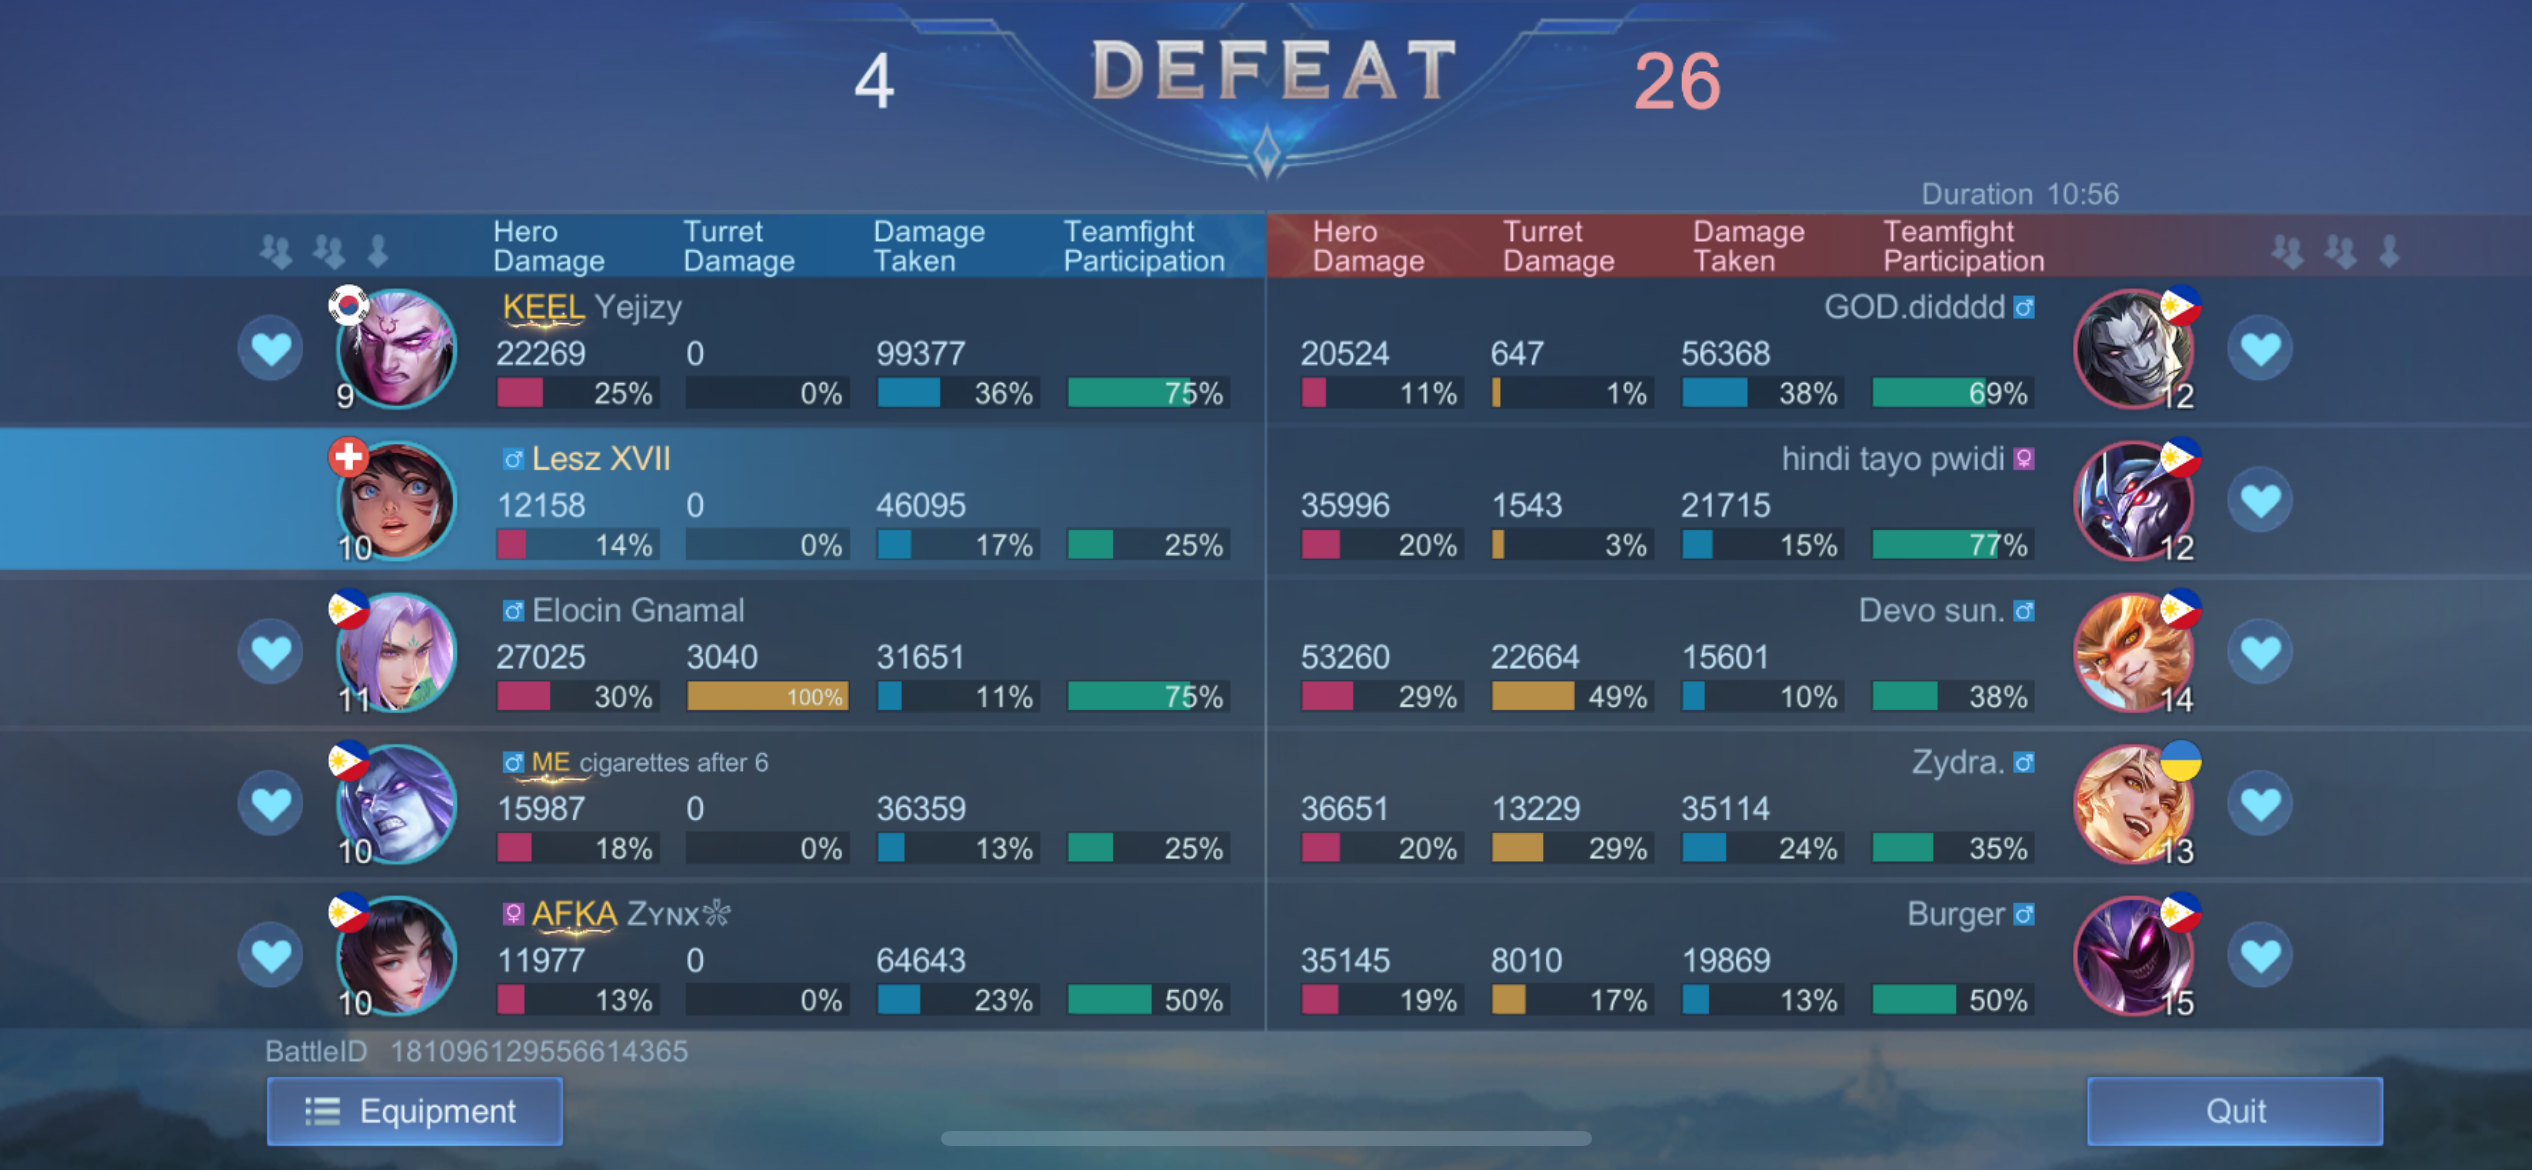 4 DEFEAT 26
Duration 10:56
Hero Damage Turret Damage Damage Taken Teamfight Participation Hero Damage Turret Damage Damage Taken Teamfight Participation
KEEL Yejizy GOD.didddd
22269 0 99377 20524 647 56368
9 25% 0% 36% 75% 11% 1% 38% 69% 12
Lesz XVII hindi tayo pwidi
12158 0 46095 35996 1543 21715
10 14% 0% 17% 25% 20% 3% 15% 77% 12
Elocin Gnamal Devo sun.
27025 3040 31651 53260 22664 15601
11 30% 100% 11% 75% 29% 49% 10% 38% 14
ME cigarettes after 6 Zydra.
15987 0 36359 36651 13229 35114
10 18% 0% 13% 25% 20% 29% 24% 35% 13
AFKA Zynx Burger
11977 0 64643 35145 8010 19869
10 13% 0% 23% 50% 19% 17% 13% 50% 15
BattleID 181096129556614365
Equipment Quit